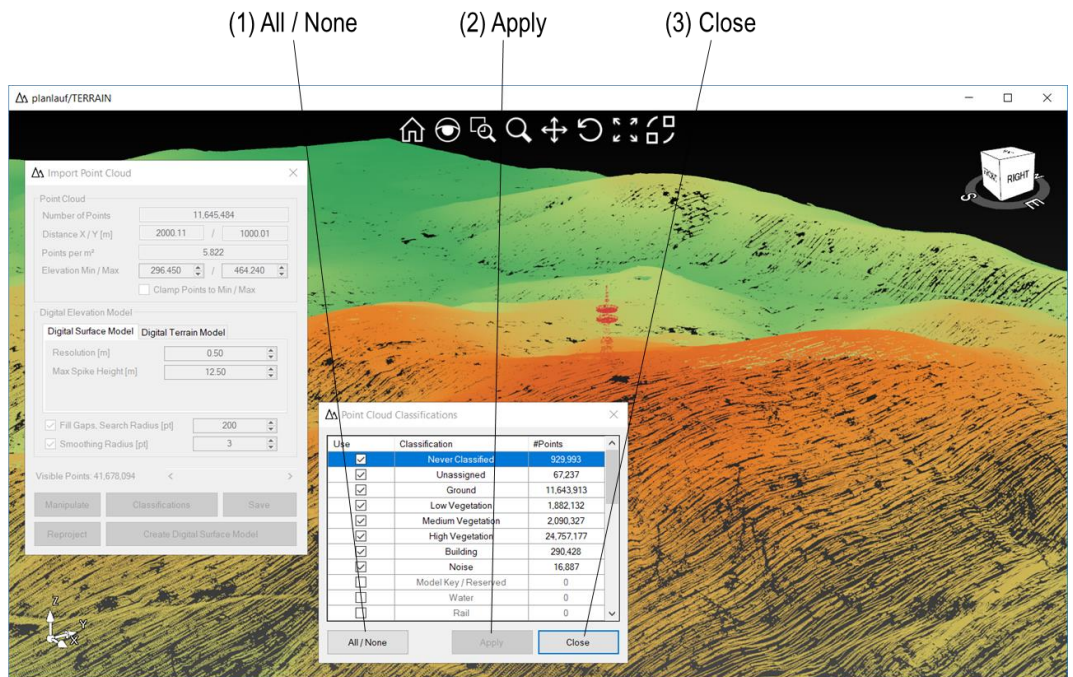 (1) All / None (2) Apply (3) Close
planlauf/TERRAIN
Import Point Cloud
Point Cloud
Number of Points 11.645.484
Distance X / Y [m] 2000.11 / 1000.01
Points per m² 5.822
Elevation Min / Max 296.450 / 464.240
Clamp Points to Min / Max
Digital Elevation Model
Digital Surface Model Digital Terrain Model
Resolution [m] 0.50
Max Spike Height [m] 12.50
Fill Gaps, Search Radius [pt] 200
Smoothing Radius [pt] 3
Visible Points: 41,678,094 < >
Manipulate Classifications Save
Reproject Create Digital Surface Model
Point Cloud Classifications
Use Classification #Points
Never Classified 929,993
Unassigned 67,237
Ground 11,643,913
Low Vegetation 1,882,132
Medium Vegetation 2,090,327
High Vegetation 24,757,177
Building 290,428
Noise 16,887
Model Key / Reserved 0
Water 0
Rail 0
All / None Apply Close
RIGHT
S E
Z
Y
X